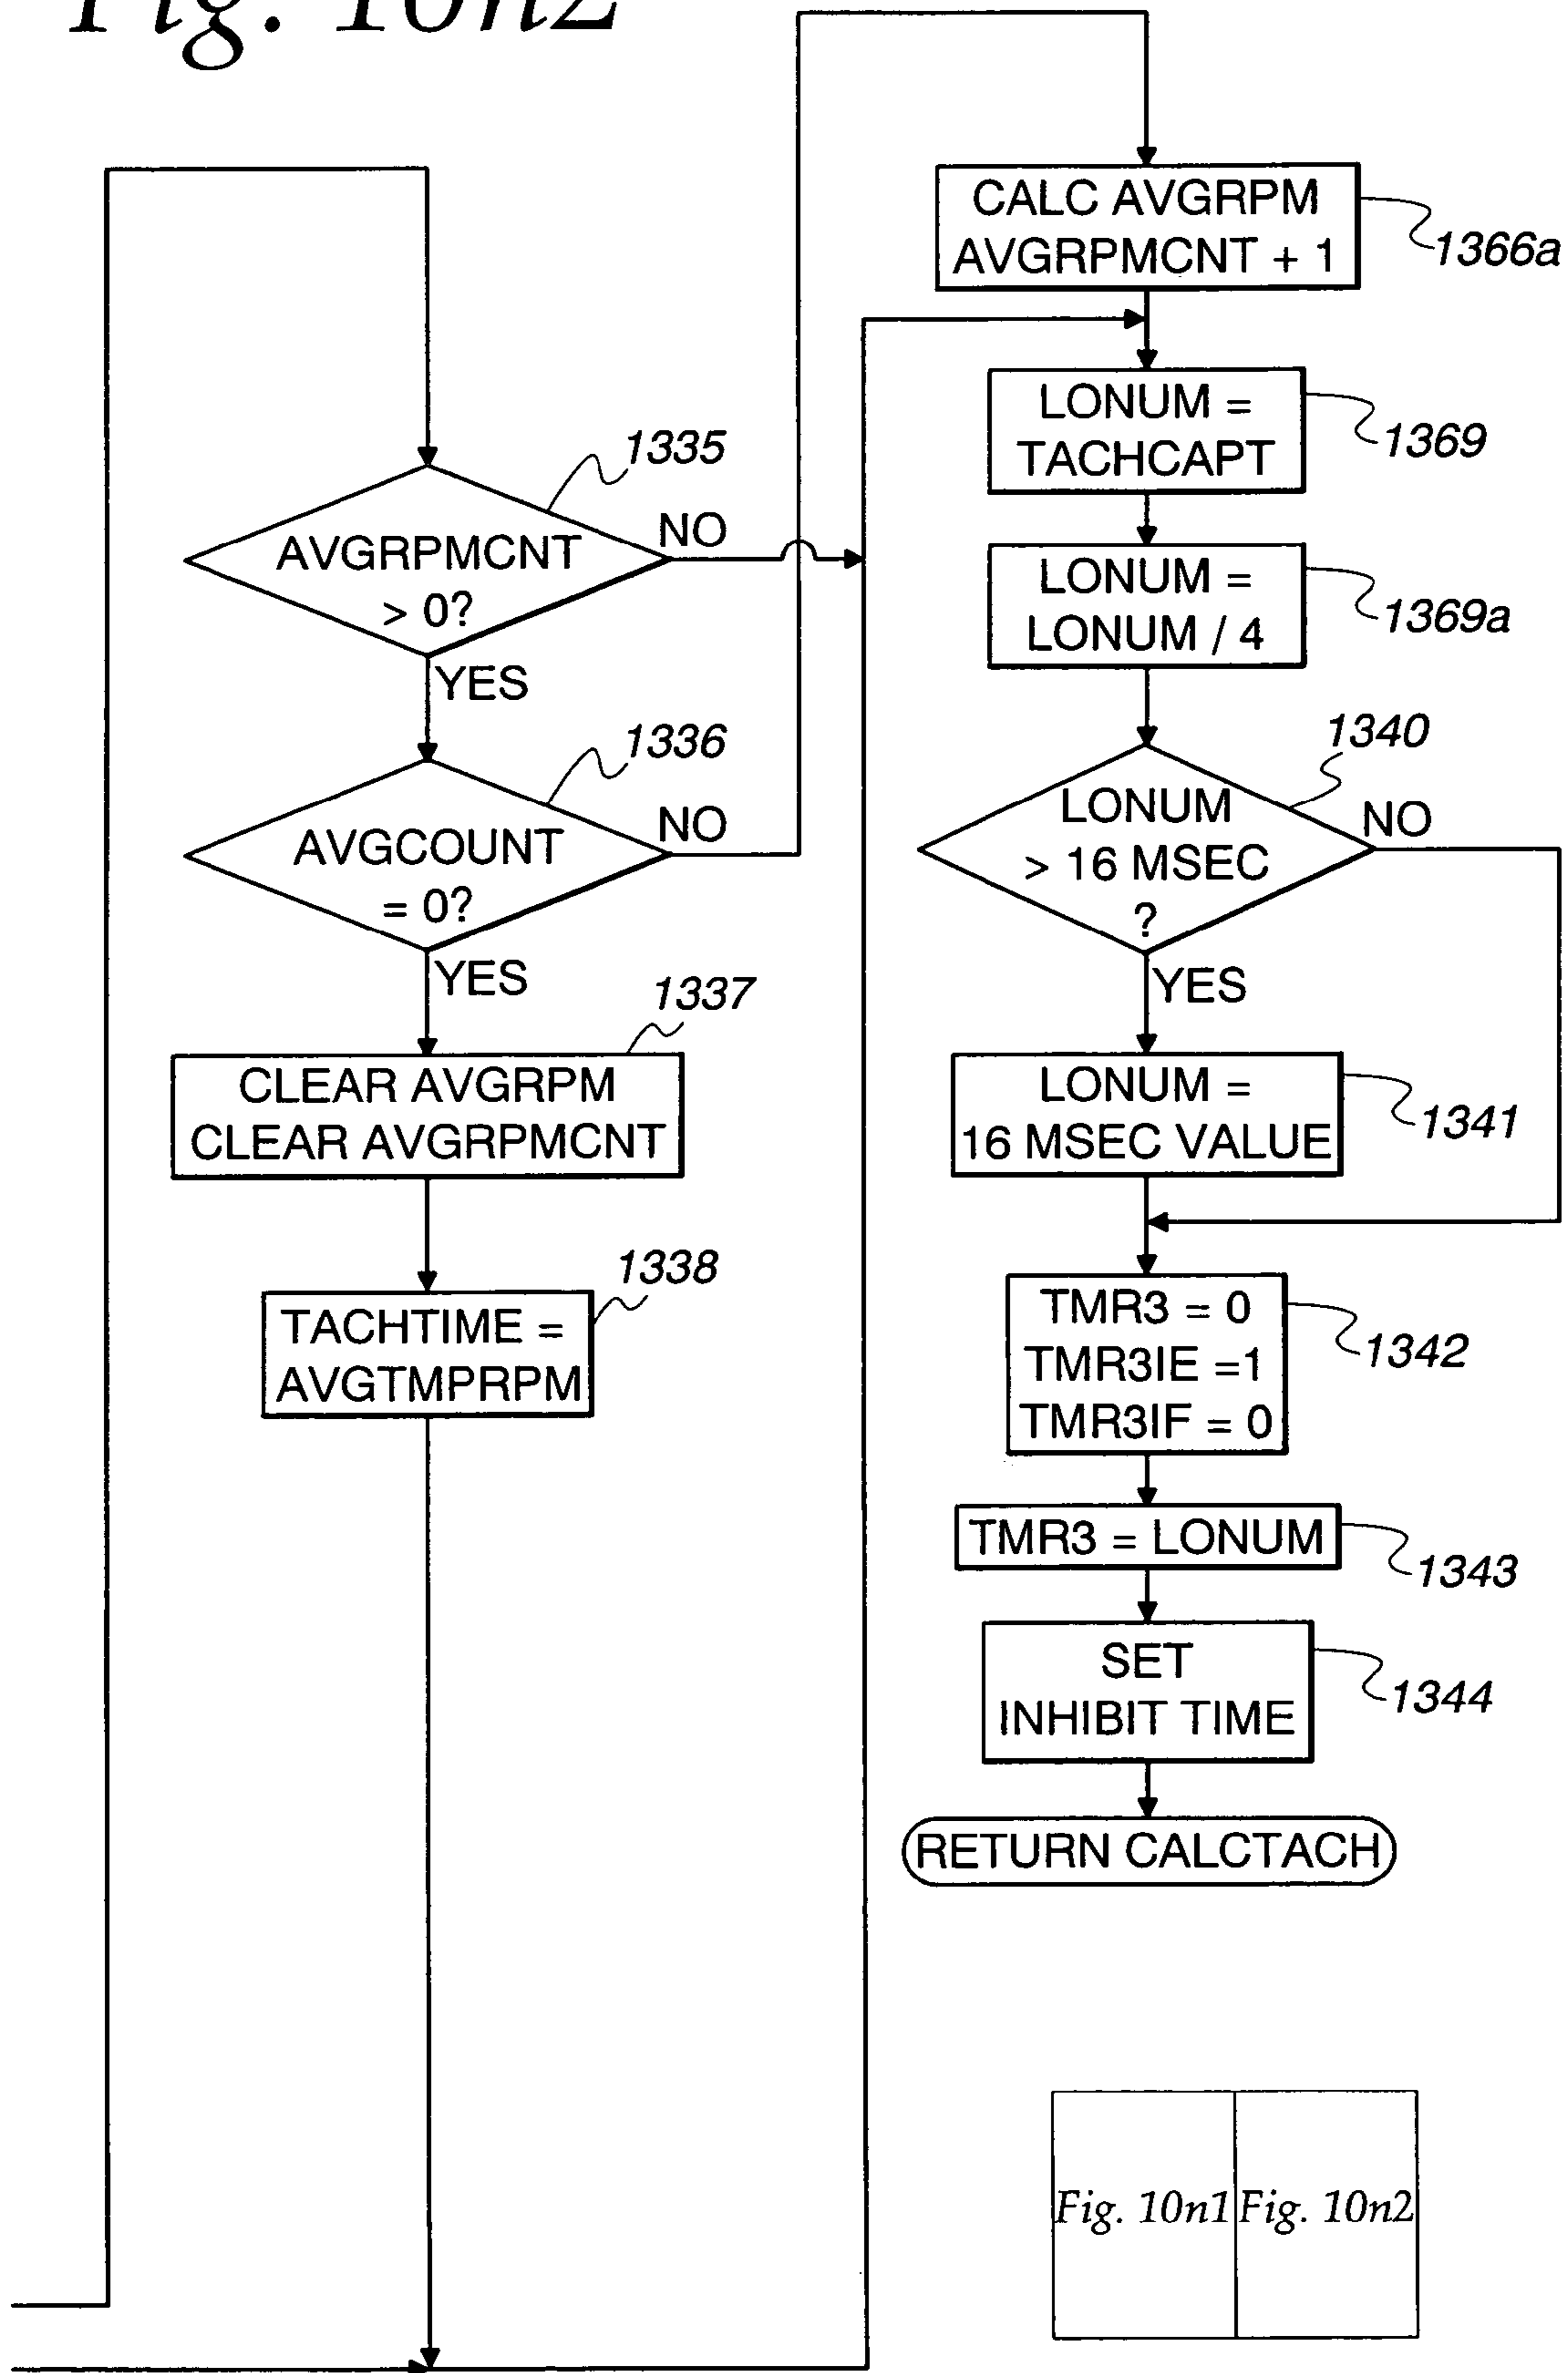 Fig. 10n2
1335
AVGRPMCNT
> 0?
NO
YES
1336
AVGCOUNT
= 0?
NO
YES
1337
CLEAR AVGRPM
CLEAR AVGRPMCNT
1338
TACHTIME =
AVGTMPRPM
CALC AVGRPM
AVGRPMCNT + 1
1366a
LONUM =
TACHCAPT
1369
LONUM =
LONUM / 4
1369a
1340
LONUM
> 16 MSEC
?
NO
YES
LONUM =
16 MSEC VALUE
1341
TMR3 = 0
TMR3IE =1
TMR3IF = 0
1342
TMR3 = LONUM
1343
SET
INHIBIT TIME
1344
RETURN CALCTACH
Fig. 10n1 Fig. 10n2